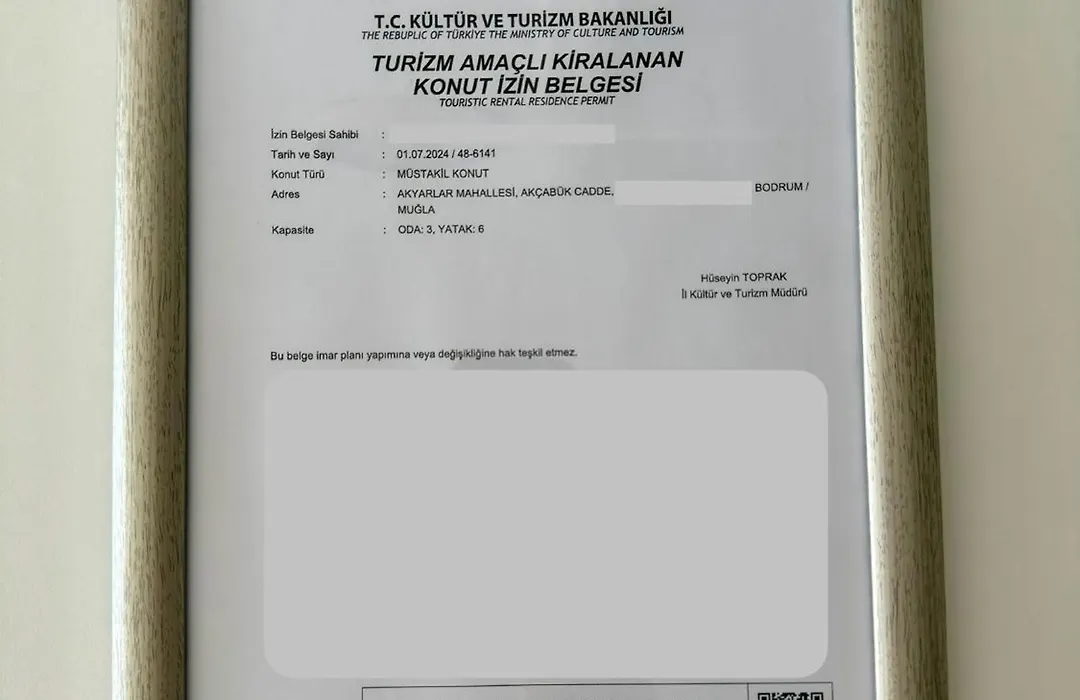 T.C. KÜLTÜR VE TURİZM BAKANLIĞI
THE REBUPLIC OF TÜRKİYE THE MINISTRY OF CULTURE AND TOURISM
TURİZM AMAÇLI KİRALANAN
KONUT İZİN BELGESİ
TOURISTIC RENTAL RESIDENCE PERMIT
İzin Belgesi Sahibi :
Tarih ve Sayı : 01.07.2024 / 48-6141
Konut Türü : MÜSTAKİL KONUT
Adres : AKYARLAR MAHALLESİ, AKÇABÜK CADDE, BODRUM /
MUĞLA
Kapasite : ODA: 3, YATAK: 6
Hüseyin TOPRAK
İl Kültür ve Turizm Müdürü
Bu belge imar planı yapımına veya değişikliğine hak teşkil etmez.